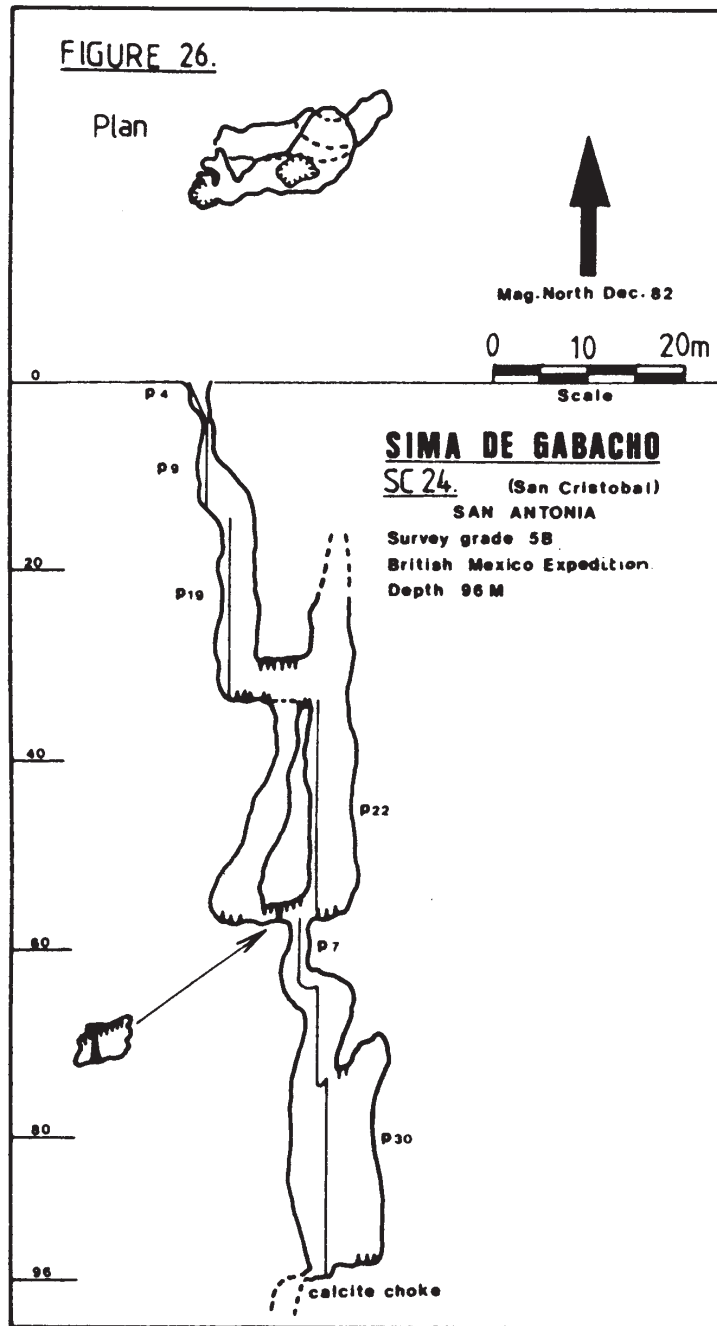 FIGURE 26.
Plan
Mag.North Dec. 82
0 10 20m
Scale
0
P4
SIMA DE GABACHO
P9
SC 24. (San Cristobal)
SAN ANTONIA
Survey grade 5B
British Mexico Expedition
Depth 96 M
20
P19
40
P22
60
P7
80
P30
96
calcite choke